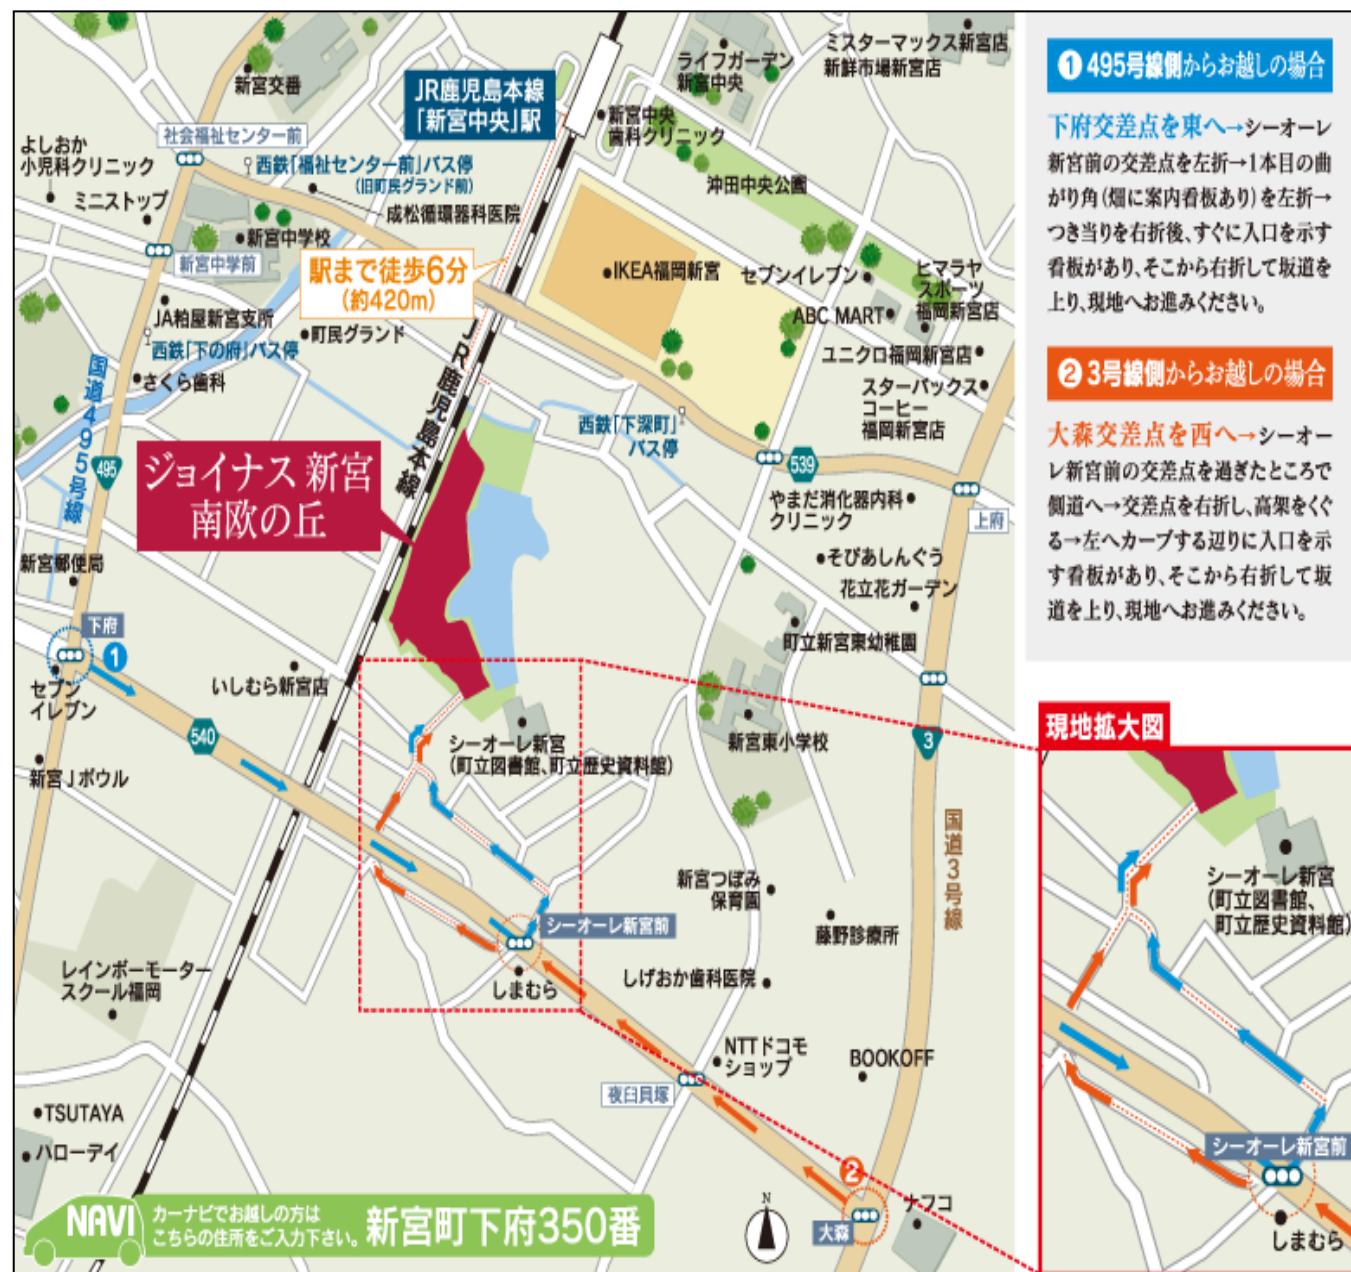 新宮交番
JR鹿児島本線
「新宮中央」駅
ライフガーデン
新宮中央
ミスターマックス新宮店
新鮮市場新宮店
新宮中央
歯科クリニック
沖田中央公園
社会福祉センター前
西鉄「福祉センター前」バス停
(旧町民グランド前)
成松循環器科医院
よしおか
小児科クリニック
ミニストップ
新宮中学校
新宮中学前
駅まで徒歩6分
(約420m)
IKEA福岡新宮
セブンイレブン
ヒマラヤ
スポーツ
福岡新宮店
ABC MART
ユニクロ福岡新宮店
スターバックス
コーヒー
福岡新宮店
JA粕屋新宮支所
西鉄「下の府」バス停
町民グランド
さくら歯科
国道495号線
495
JR鹿児島本線
西鉄「下深町」
バス停
539
ジョイナス 新宮
南欧の丘
やまだ消化器内科
クリニック
上府
そぴあしんぐう
花立花ガーデン
町立新宮東幼稚園
新宮郵便局
下府
1
セブン
イレブン
いしむら新宮店
540
新宮Jボウル
シーオーレ新宮
(町立図書館、町立歴史資料館)
新宮東小学校
3
国道3号線
新宮つぼみ
保育園
藤野診療所
シーオーレ新宮前
しまむら
しげおか歯科医院
レインボーモーター
スクール福岡
NTTドコモ
ショップ
BOOKOFF
夜臼貝塚
TSUTAYA
ハローデイ
2
大森
ナフコ
N
NAVI
カーナビでお越しの方は
こちらの住所をご入力下さい。
新宮町下府350番
1 495号線側からお越しの場合
下府交差点を東へ→シーオーレ
新宮前の交差点を左折→1本目の曲
がり角(畑に案内看板あり)を左折→
つき当りを右折後、すぐに入口を示す
看板があり、そこから右折して坂道を
上り、現地へお進みください。
2 3号線側からお越しの場合
大森交差点を西へ→シーオー
レ新宮前の交差点を過ぎたところで
側道へ→交差点を右折し、高架をくぐ
る→左へカーブする辺りに入口を示
す看板があり、そこから右折して坂
道を上り、現地へお進みください。
現地拡大図
シーオーレ新宮
(町立図書館、
町立歴史資料館)
シーオーレ新宮前
しまむら